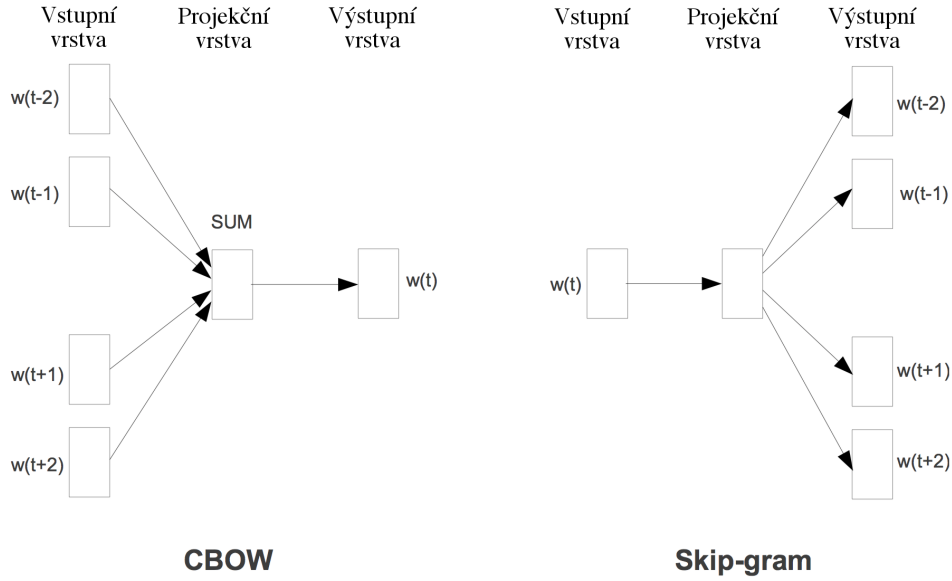 Vstupní
vrstva
Projekční
vrstva
Výstupní
vrstva
w(t-2)
w(t-1)
SUM
w(t)
w(t+1)
w(t+2)
CBOW
Vstupní
vrstva
Projekční
vrstva
Výstupní
vrstva
w(t-2)
w(t-1)
w(t)
w(t+1)
w(t+2)
Skip-gram